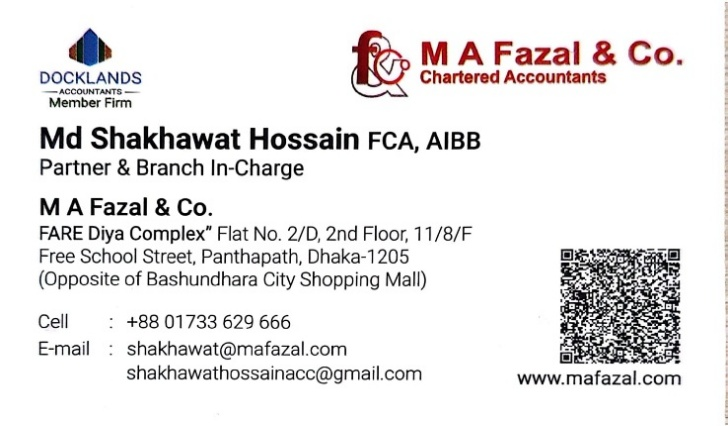 DOCKLANDS
ACCOUNTANTS
Member Firm
M A Fazal & Co.
Chartered Accountants
Md Shakhawat Hossain FCA, AIBB
Partner & Branch In-Charge
M A Fazal & Co.
FARE Diya Complex” Flat No. 2/D, 2nd Floor, 11/8/F
Free School Street, Panthapath, Dhaka-1205
(Opposite of Bashundhara City Shopping Mall)
Cell : +88 01733 629 666
E-mail : shakhawat@mafazal.com
shakhawathossainacc@gmail.com
www.mafazal.com